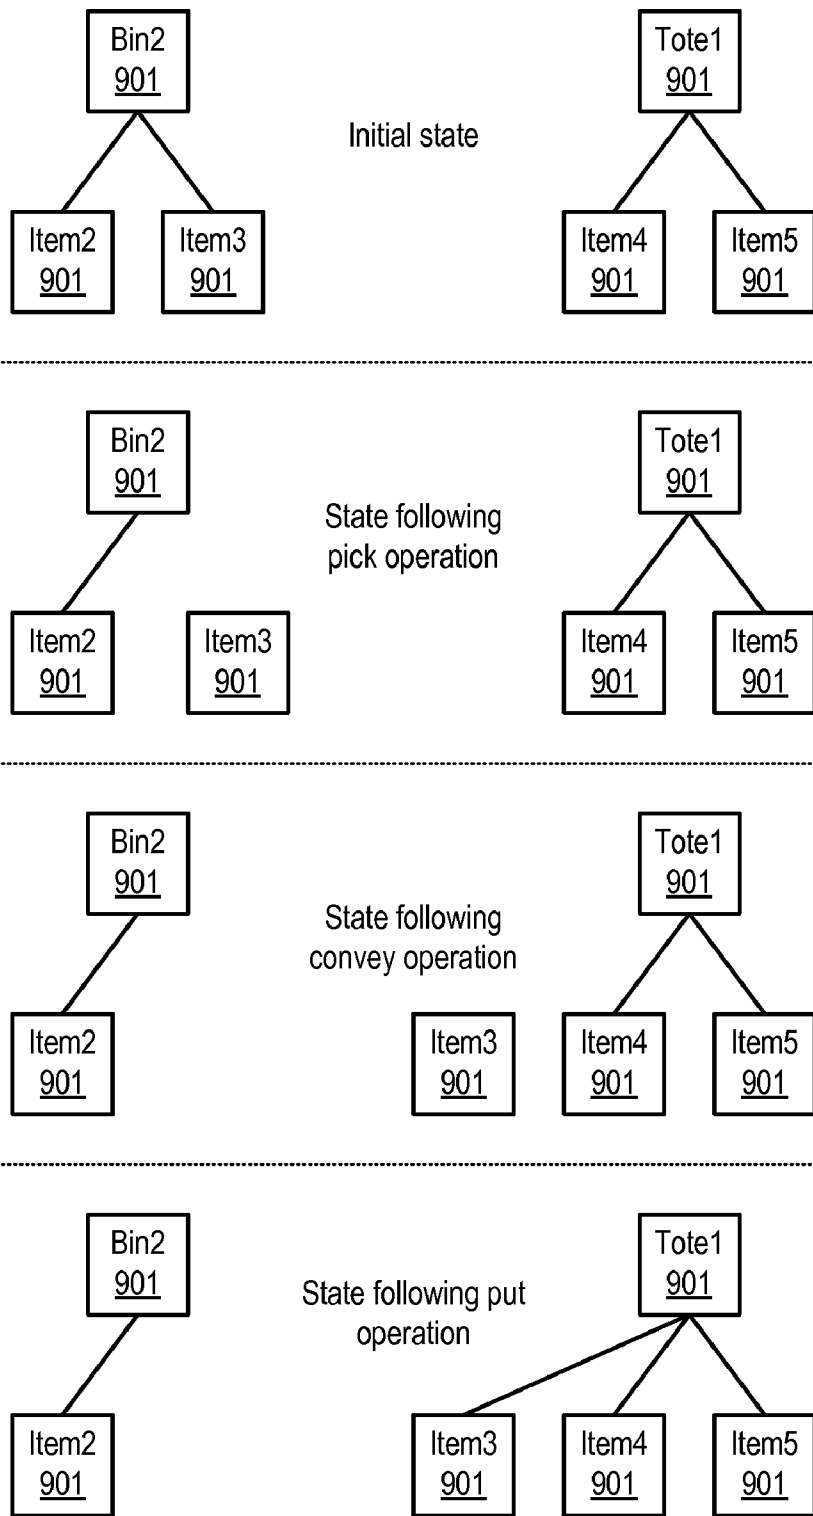 Bin2
901
Tote1
901
Initial state
Item2
901
Item3
901
Item4
901
Item5
901
Bin2
901
Tote1
901
State following
pick operation
Item2
901
Item3
901
Item4
901
Item5
901
Bin2
901
Tote1
901
State following
convey operation
Item2
901
Item3
901
Item4
901
Item5
901
Bin2
901
Tote1
901
State following put
operation
Item2
901
Item3
901
Item4
901
Item5
901